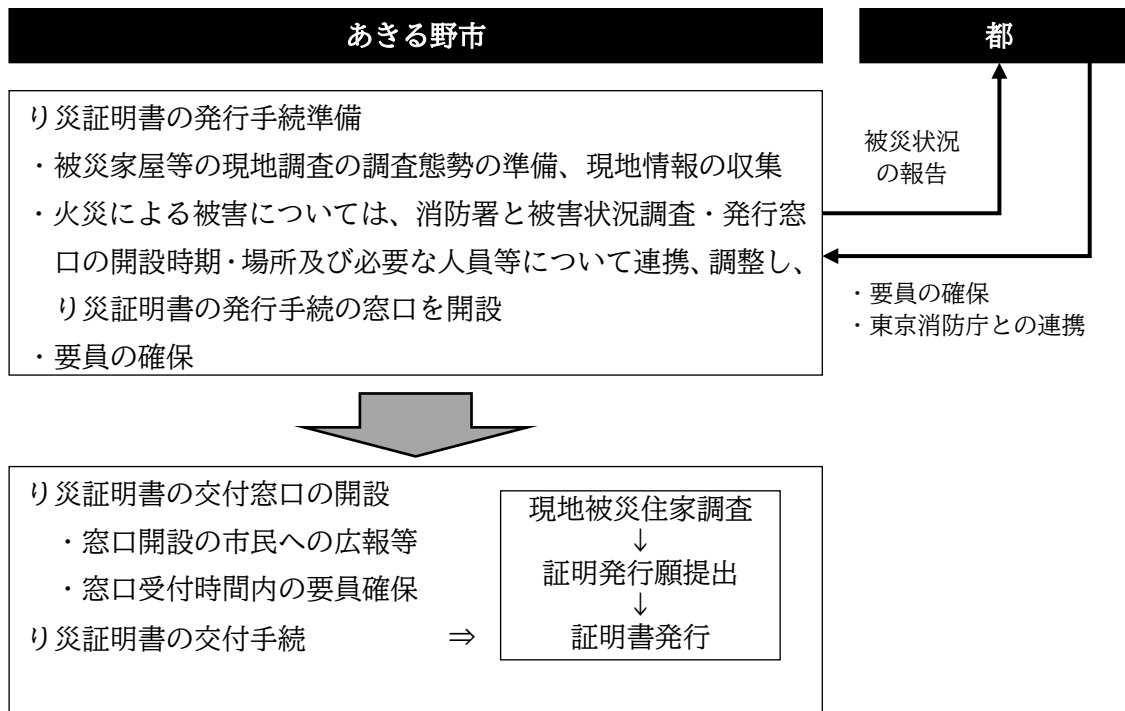 あきる野市
都
り災証明書の発行手続準備
・被災家屋等の現地調査の調査態勢の準備、現地情報の収集
・火災による被害については、消防署と被害状況調査・発行窓
口の開設時期・場所及び必要な人員等について連携、調整し、
り災証明書の発行手続の窓口を開設
・要員の確保
被災状況
の報告
・要員の確保
・東京消防庁との連携
り災証明書の交付窓口の開設
・窓口開設の市民への広報等
・窓口受付時間内の要員確保
り災証明書の交付手続 ⇒
現地被災住家調査
↓
証明発行願提出
↓
証明書発行